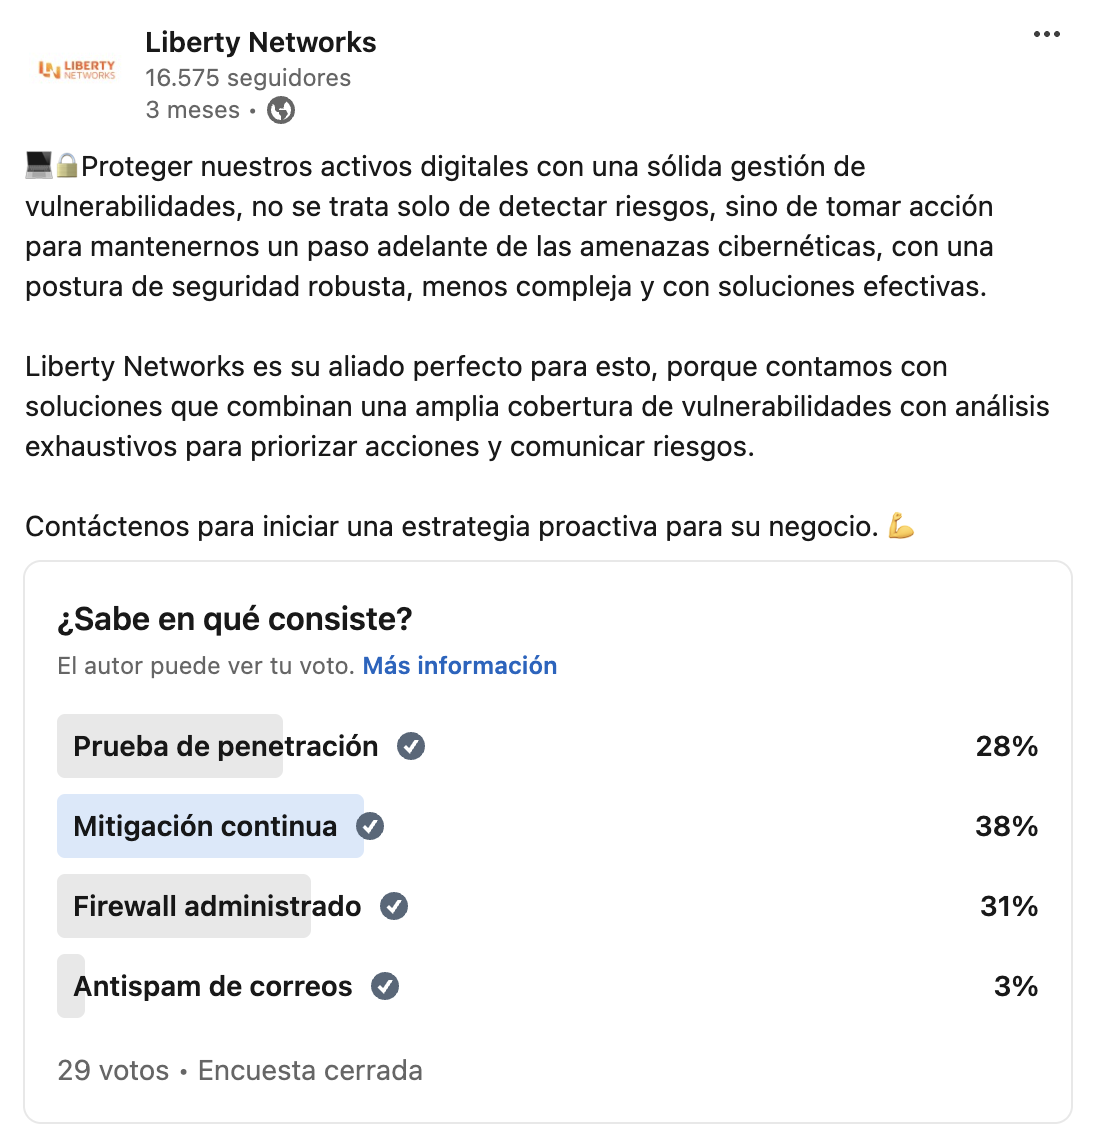 LIBERTY
NETWORKS
Liberty Networks
16.575 seguidores
3 meses •
💻🔒Proteger nuestros activos digitales con una sólida gestión de
vulnerabilidades, no se trata solo de detectar riesgos, sino de tomar acción
para mantenernos un paso adelante de las amenazas cibernéticas, con una
postura de seguridad robusta, menos compleja y con soluciones efectivas.
Liberty Networks es su aliado perfecto para esto, porque contamos con
soluciones que combinan una amplia cobertura de vulnerabilidades con análisis
exhaustivos para priorizar acciones y comunicar riesgos.
Contáctenos para iniciar una estrategia proactiva para su negocio. 💪
¿Sabe en qué consiste?
El autor puede ver tu voto. Más información
Prueba de penetración 28%
Mitigación continua 38%
Firewall administrado 31%
Antispam de correos 3%
29 votos • Encuesta cerrada